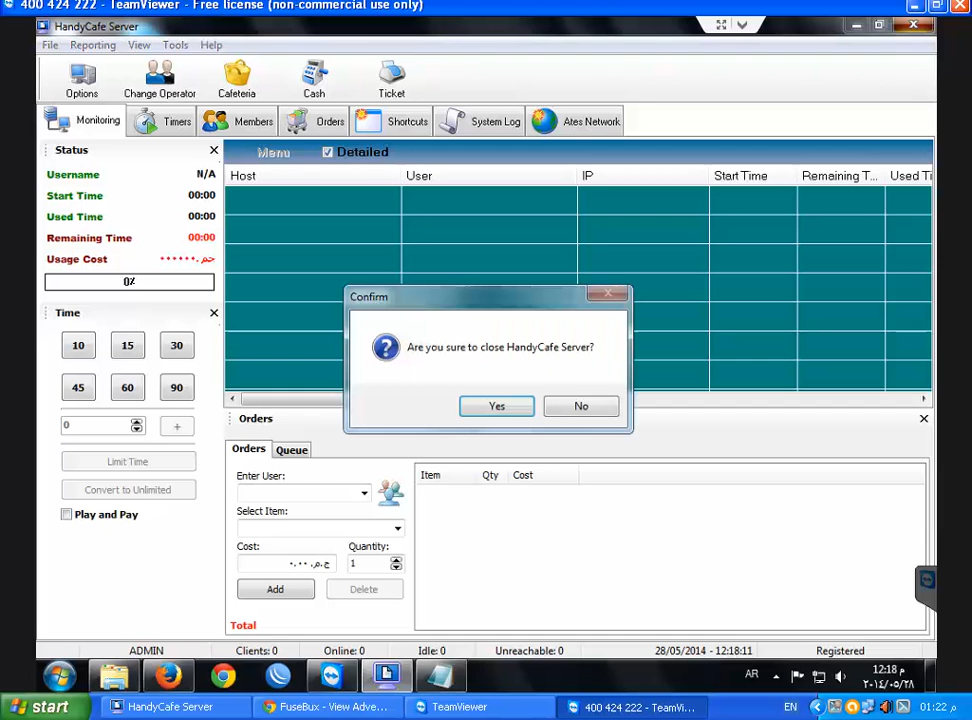 400 424 222 - TeamViewer - Free license (non-commercial use only)
HandyCafe Server
File Reporting View Tools Help
Options Change Operator Cafeteria Cash Ticket
Monitoring Timers Members Orders Shortcuts System Log Ates Network
Status
Username N/A
Start Time 00:00
Used Time 00:00
Remaining Time 00:00
Usage Cost
0٪
Menu Detailed
Host User IP Start Time Remaining T... Used Ti
Time
10 15 30
45 60 90
0 +
Limit Time
Convert to Unlimited
Play and Pay
Confirm
Are you sure to close HandyCafe Server?
Yes No
Orders
Orders Queue
Enter User:
Select Item:
Cost: Quantity:
ج.م.٠.٠٠ 1
Add Delete
Total
Item Qty Cost
ADMIN Clients: 0 Online: 0 Idle: 0 Unreachable: 0 28/05/2014 - 12:18:11 Registered
AR 12:18 م
٢٠١٤/٠٥/٢٨
start HandyCafe Server FuseBux - View Adve... TeamViewer 400 424 222 - TeamVi... EN 01:22 م